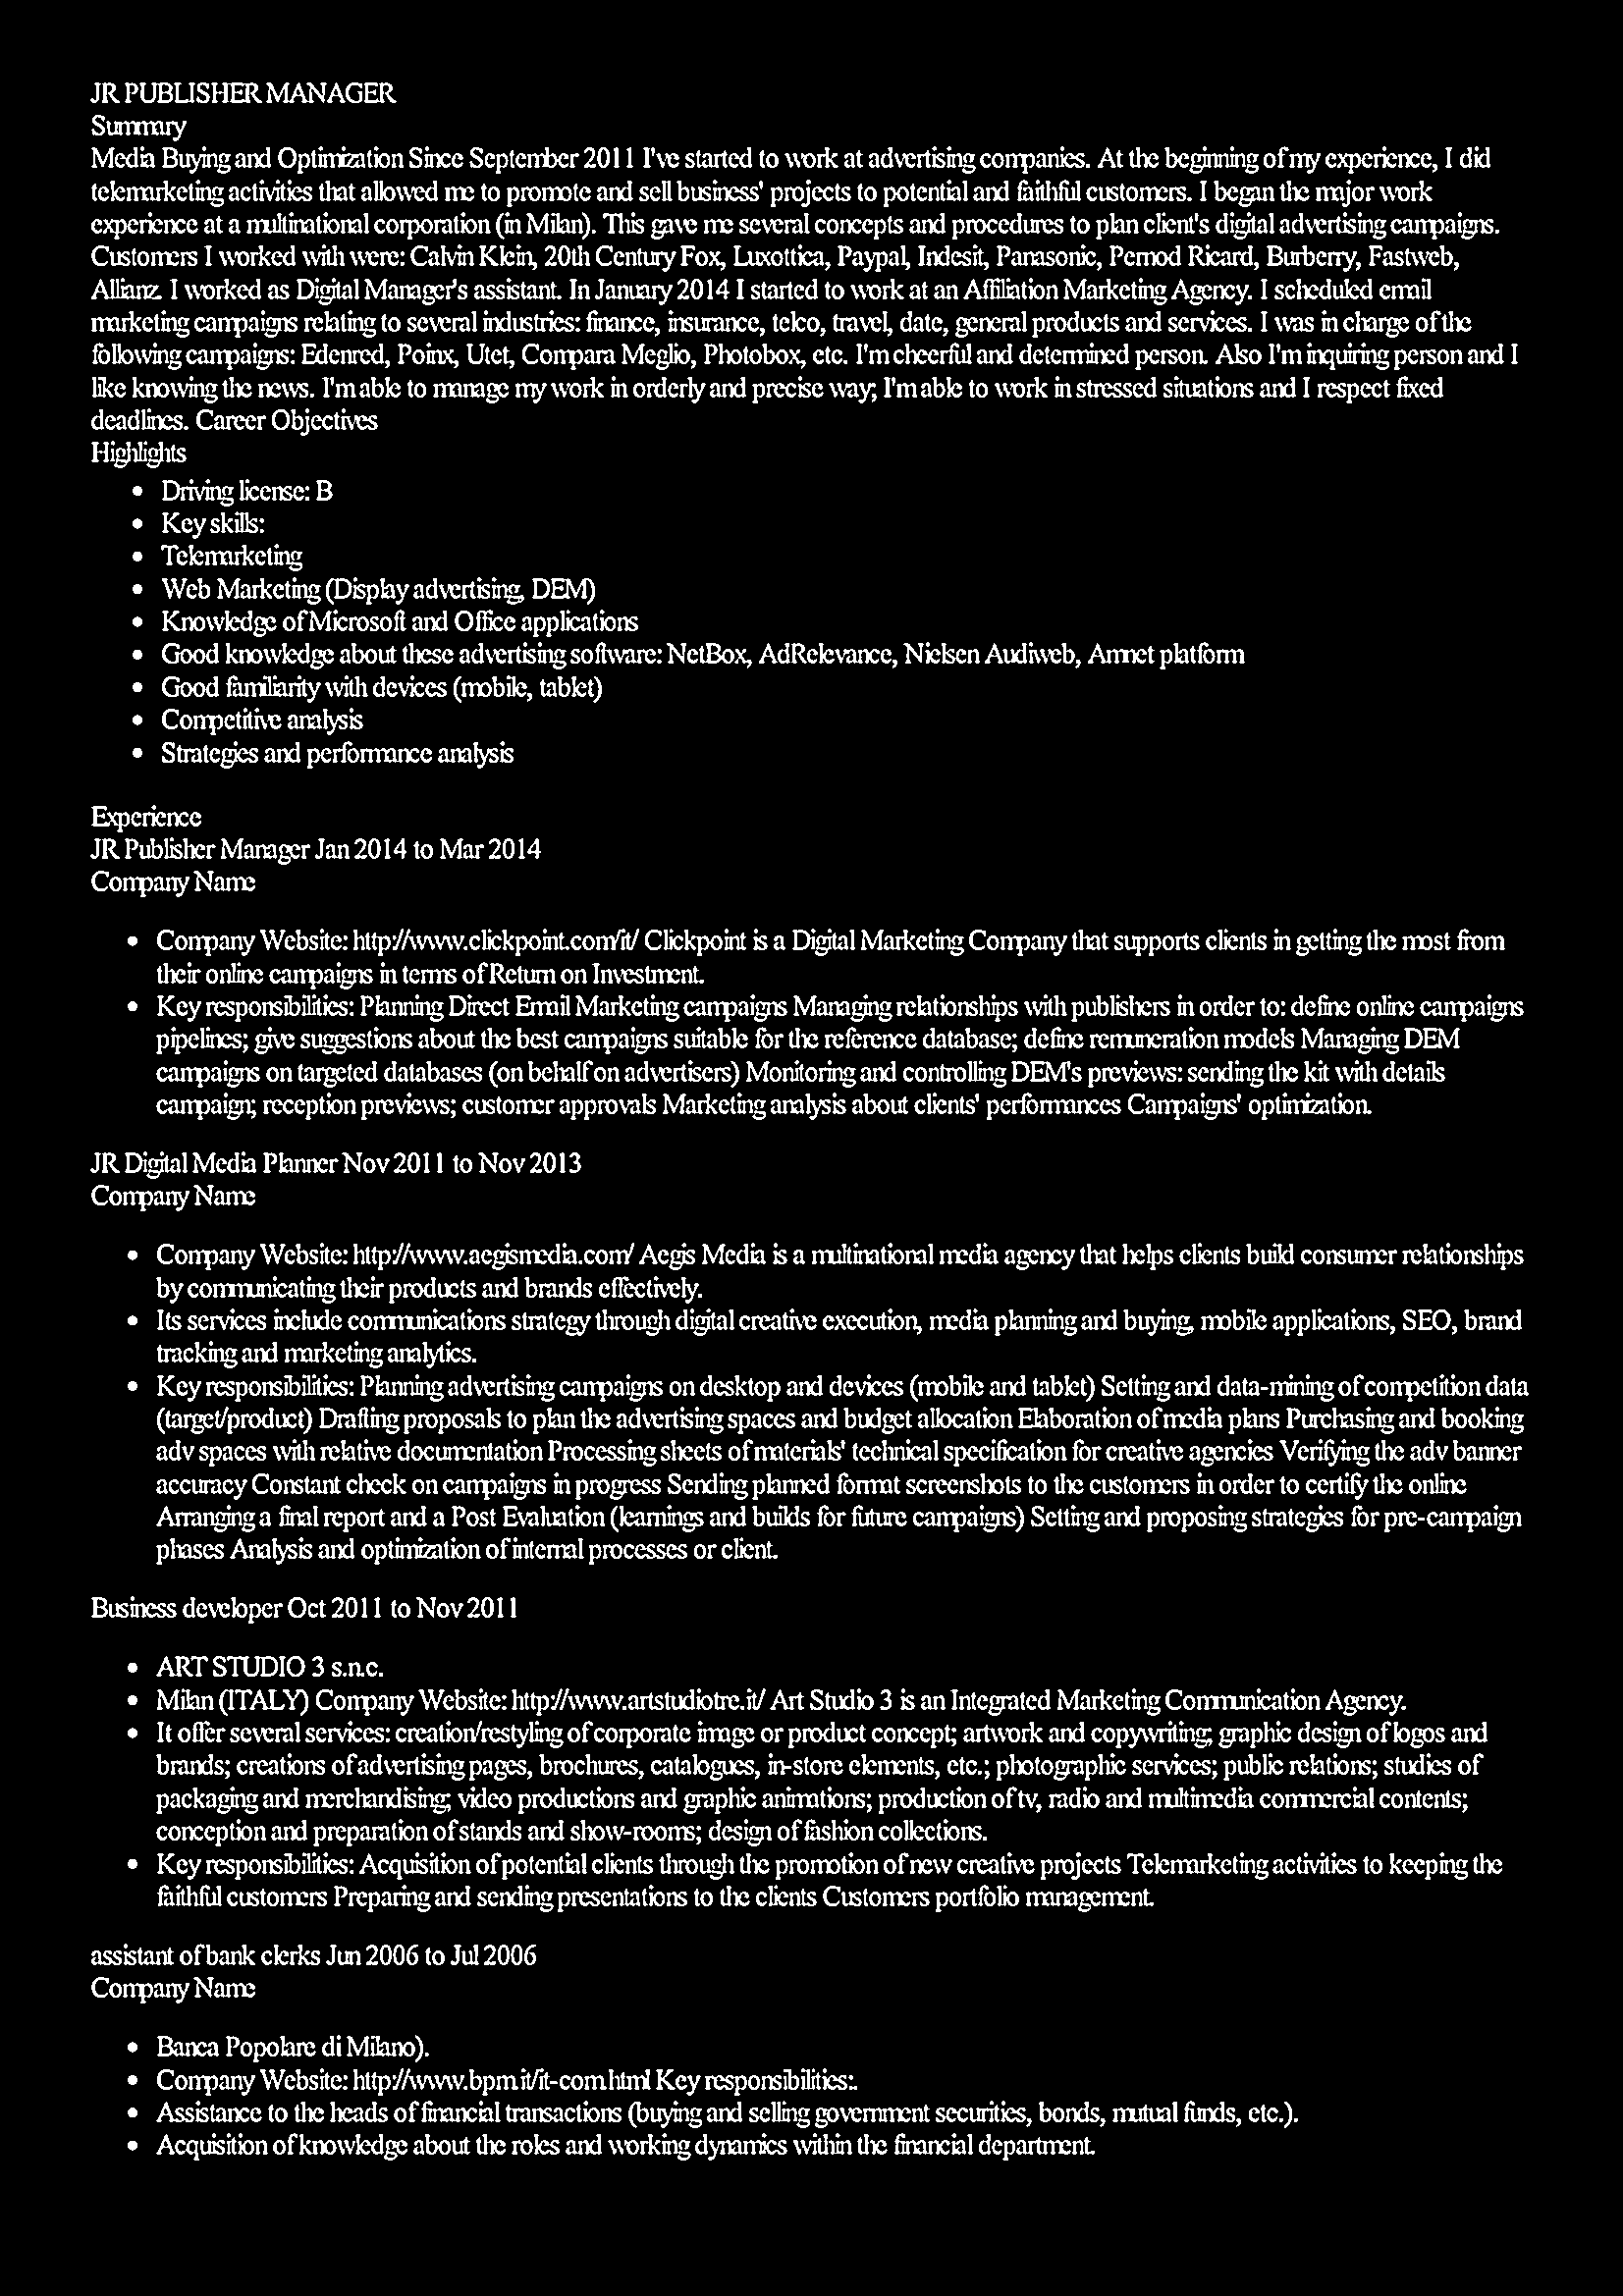 JR PUBLISHER MANAGER
Summary
Media Buying and Optimization Since September 2011 I've started to work at advertising companies. At the beginning of my experience, I did
telemarketing activities that allowed me to promote and sell business' projects to potential and faithful customers. I began the major work
experience at a multinational corporation (in Milan). This gave me several concepts and procedures to plan client's digital advertising campaigns.
Customers I worked with were: Calvin Klein, 20th Century Fox, Luxottica, Paypal, Indesit, Panasonic, Pernod Ricard, Burberry, Fastweb,
Allianz. I worked as Digital Manager's assistant. In January 2014 I started to work at an Affiliation Marketing Agency. I scheduled email
marketing campaigns relating to several industries: finance, insurance, telco, travel, date, general products and services. I was in charge of the
following campaigns: Edenred, Poinx, Utet, Compara Meglio, Photobox, etc. I'm cheerful and determined person. Also I'm inquiring person and I
like knowing the news. I'm able to manage my work in orderly and precise way; I'm able to work in stressed situations and I respect fixed
deadlines. Career Objectives
Highlights
• Driving license: B
• Key skills:
• Telemarketing
• Web Marketing (Display advertising, DEM)
• Knowledge of Microsoft and Office applications
• Good knowledge about these advertising software: NetBox, AdRelevance, Nielsen Audiweb, Amnet platform
• Good familiarity with devices (mobile, tablet)
• Competitive analysis
• Strategies and performance analysis
Experience
JR Publisher Manager Jan 2014 to Mar 2014
Company Name
• Company Website: http://www.clickpoint.com/it/ Clickpoint is a Digital Marketing Company that supports clients in getting the most from
their online campaigns in terms of Return on Investment.
• Key responsibilities: Planning Direct Email Marketing campaigns Managing relationships with publishers in order to: define online campaigns
pipelines; give suggestions about the best campaigns suitable for the reference database; define remuneration models Managing DEM
campaigns on targeted databases (on behalf on advertisers) Monitoring and controlling DEM's previews: sending the kit with details
campaign; reception previews; customer approvals Marketing analysis about clients' performances Campaigns' optimization.
JR Digital Media Planner Nov 2011 to Nov 2013
Company Name
• Company Website: http://www.aegismedia.com/ Aegis Media is a multinational media agency that helps clients build consumer relationships
by communicating their products and brands effectively.
• Its services include communications strategy through digital creative execution, media planning and buying, mobile applications, SEO, brand
tracking and marketing analytics.
• Key responsibilities: Planning advertising campaigns on desktop and devices (mobile and tablet) Setting and data-mining of competition data
(target/product) Drafting proposals to plan the advertising spaces and budget allocation Elaboration of media plans Purchasing and booking
adv spaces with relative documentation Processing sheets of materials' technical specification for creative agencies Verifying the adv banner
accuracy Constant check on campaigns in progress Sending planned format screenshots to the customers in order to certify the online
Arranging a final report and a Post Evaluation (learnings and builds for future campaigns) Setting and proposing strategies for pre-campaign
phases Analysis and optimization of internal processes or client.
Business developer Oct 2011 to Nov 2011
• ART STUDIO 3 s.n.c.
• Milan (ITALY) Company Website: http://www.artstudiotre.it/ Art Studio 3 is an Integrated Marketing Communication Agency.
• It offer several services: creation/restyling of corporate image or product concept; artwork and copywriting; graphic design of logos and
brands; creations of advertising pages, brochures, catalogues, in-store elements, etc.; photographic services; public relations; studies of
packaging and merchandising; video productions and graphic animations; production of tv, radio and multimedia commercial contents;
conception and preparation of stands and show-rooms; design of fashion collections.
• Key responsibilities: Acquisition of potential clients through the promotion of new creative projects Telemarketing activities to keeping the
faithful customers Preparing and sending presentations to the clients Customers portfolio management.
assistant of bank clerks Jun 2006 to Jul 2006
Company Name
• Banca Popolare di Milano).
• Company Website: http://www.bpm.it/it-com.html Key responsibilities:.
• Assistance to the heads of financial transactions (buying and selling government securities, bonds, mutual funds, etc.).
• Acquisition of knowledge about the roles and working dynamics within the financial department.